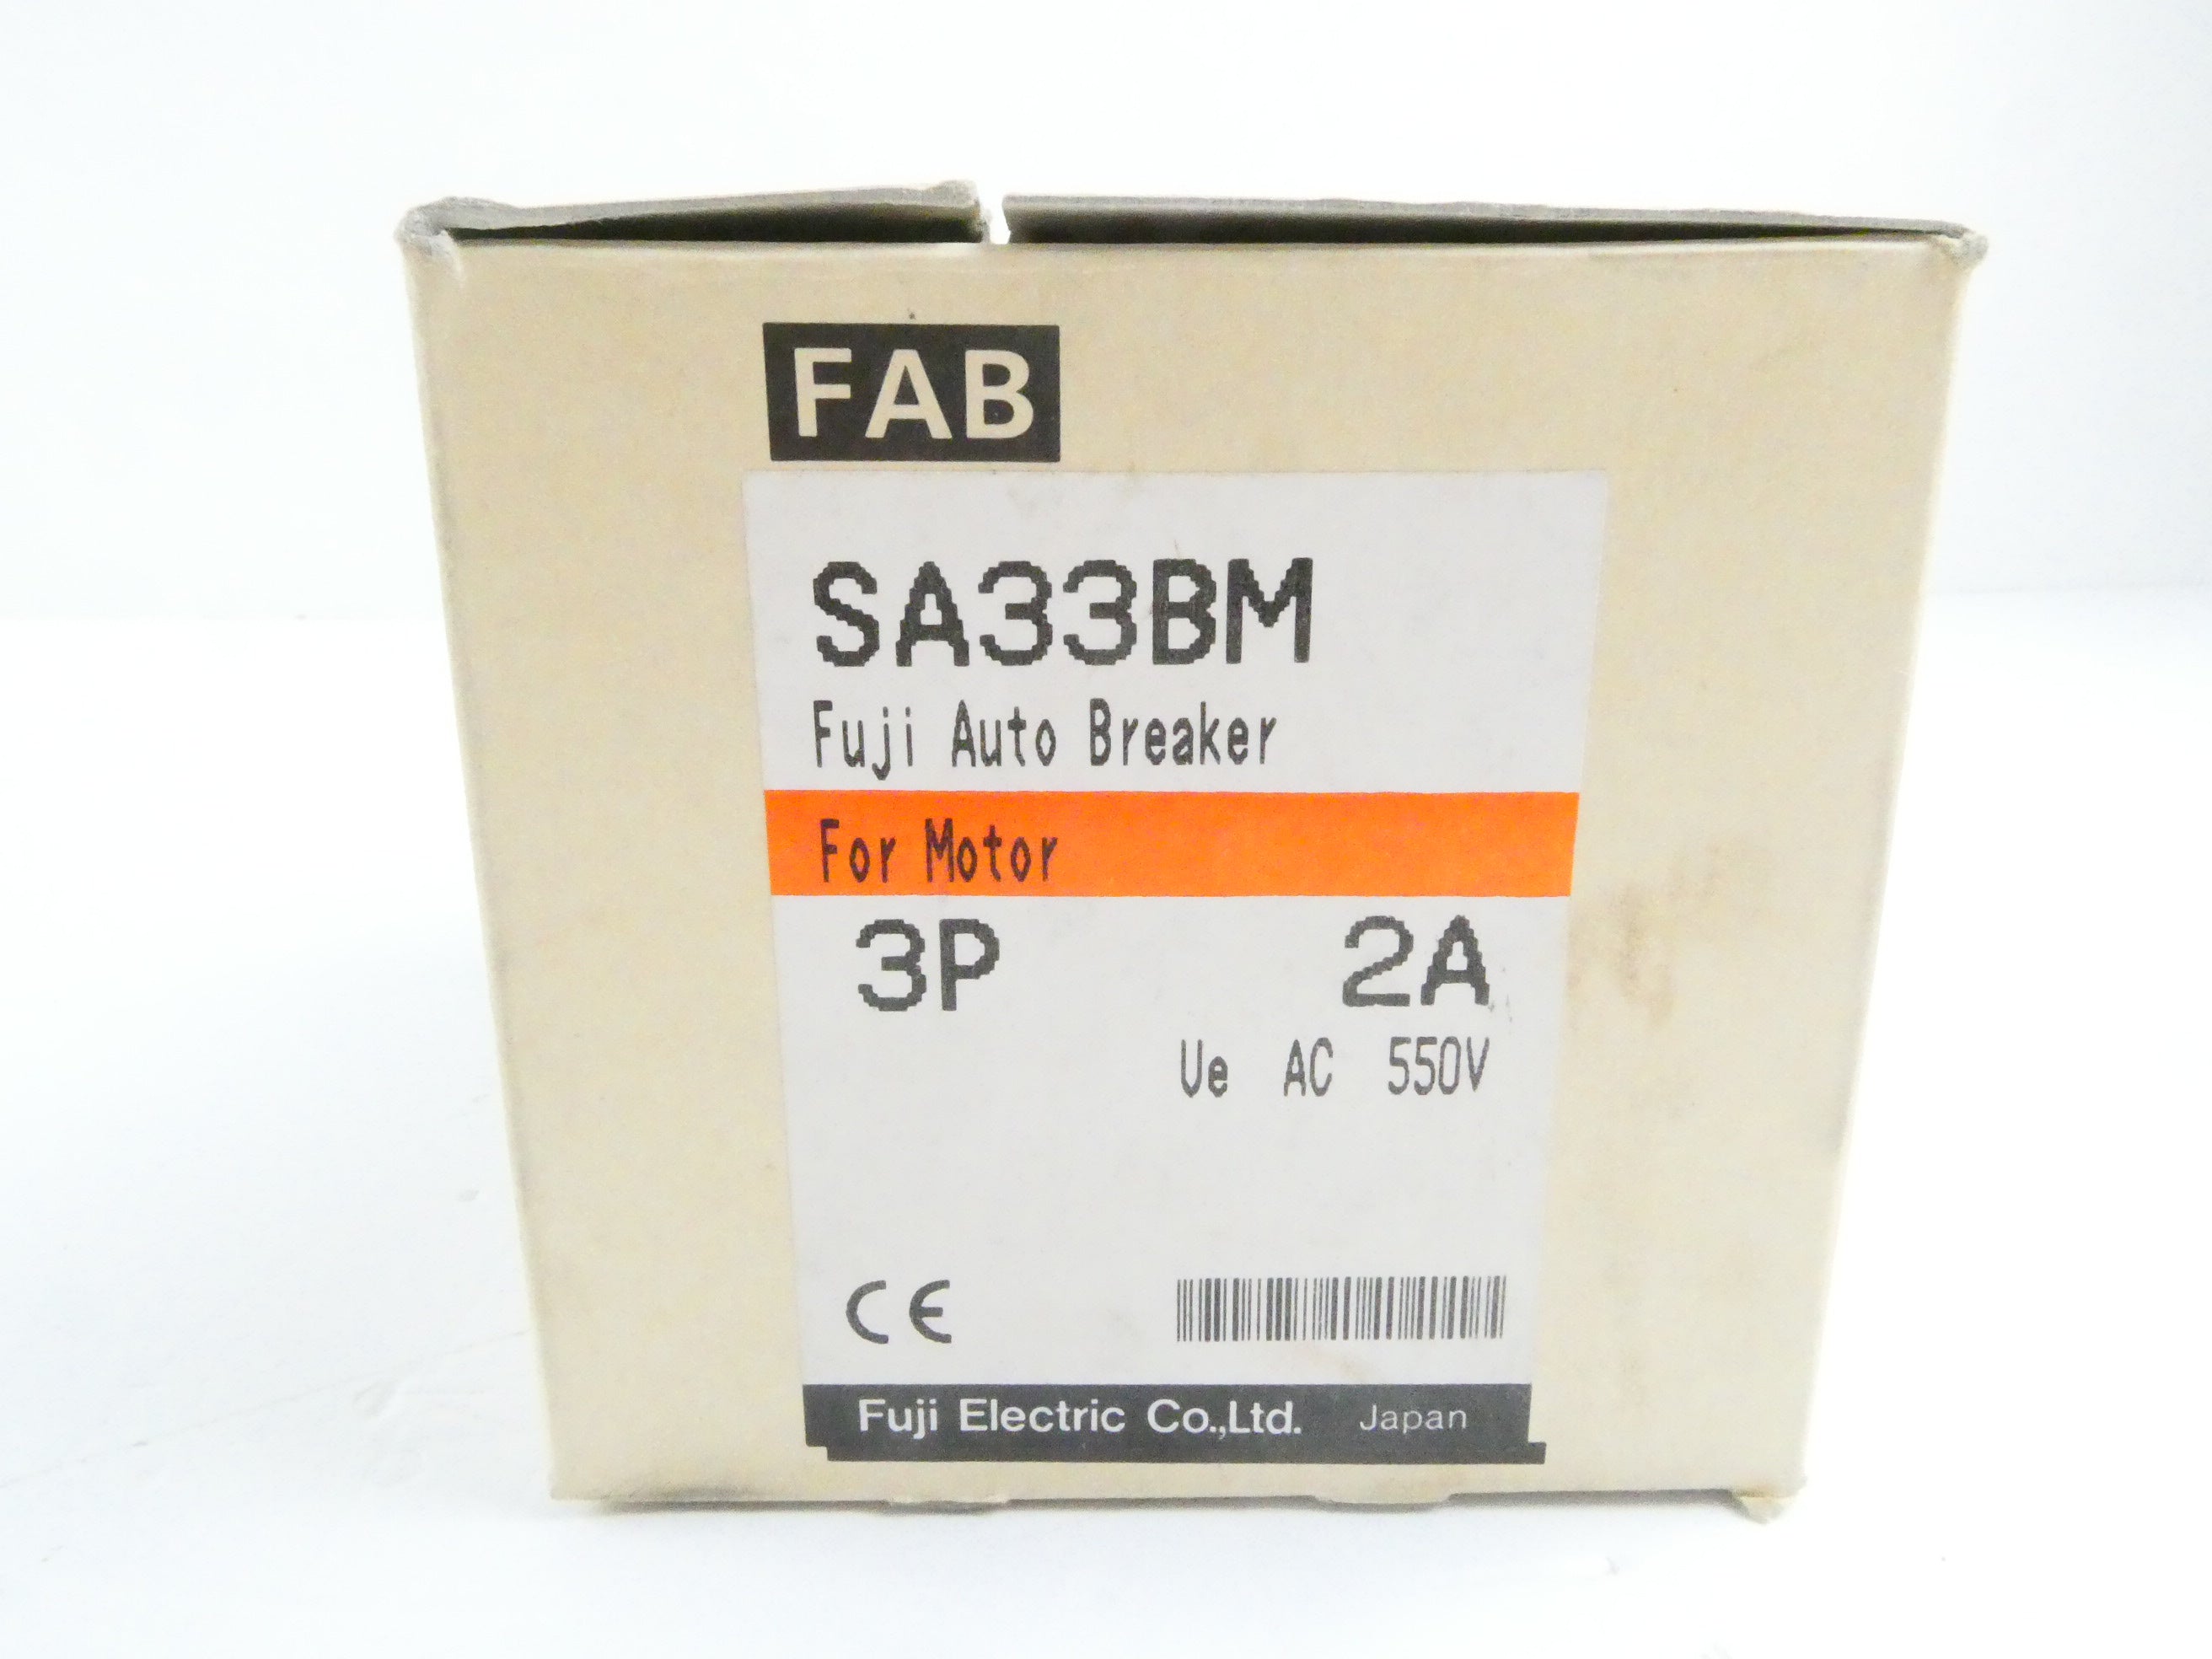 FAB
SA33BM
Fuji Auto Breaker
For Motor
3P 2A
Ue AC 550V
CE
Fuji Electric Co.,Ltd. Japan